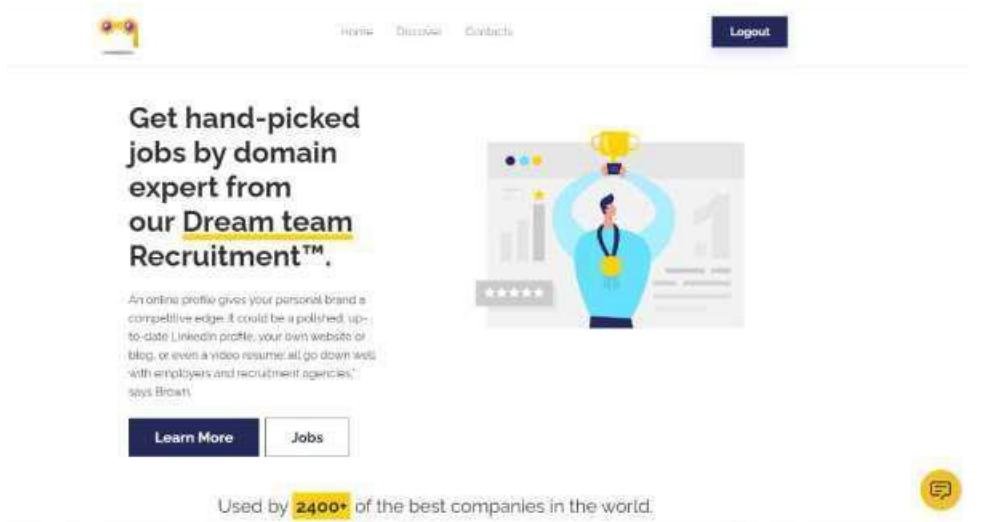 Home Discover Contacts Logout
Get hand-picked
jobs by domain
expert from
our Dream team
Recruitment™.
An online profile gives your personal brand a
competitive edge. It could be a polished, up-
to-date LinkedIn profile, your own website or
blog, or even a video resume: all go down well
with employers and recruitment agencies,"
says Brown.
Learn More Jobs
.1
Used by 2400+ of the best companies in the world.